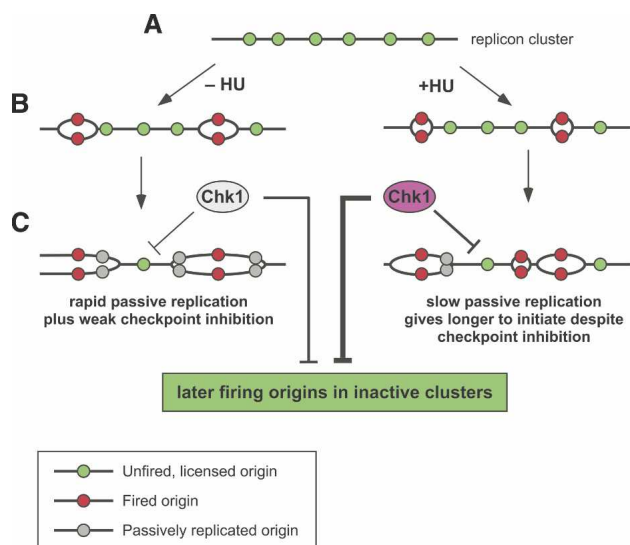 A
replicon cluster
– HU
+HU
B
Chk1
Chk1
C
rapid passive replication
plus weak checkpoint inhibition
slow passive replication
gives longer to initiate despite
checkpoint inhibition
later firing origins in inactive clusters
Unfired, licensed origin
Fired origin
Passively replicated origin